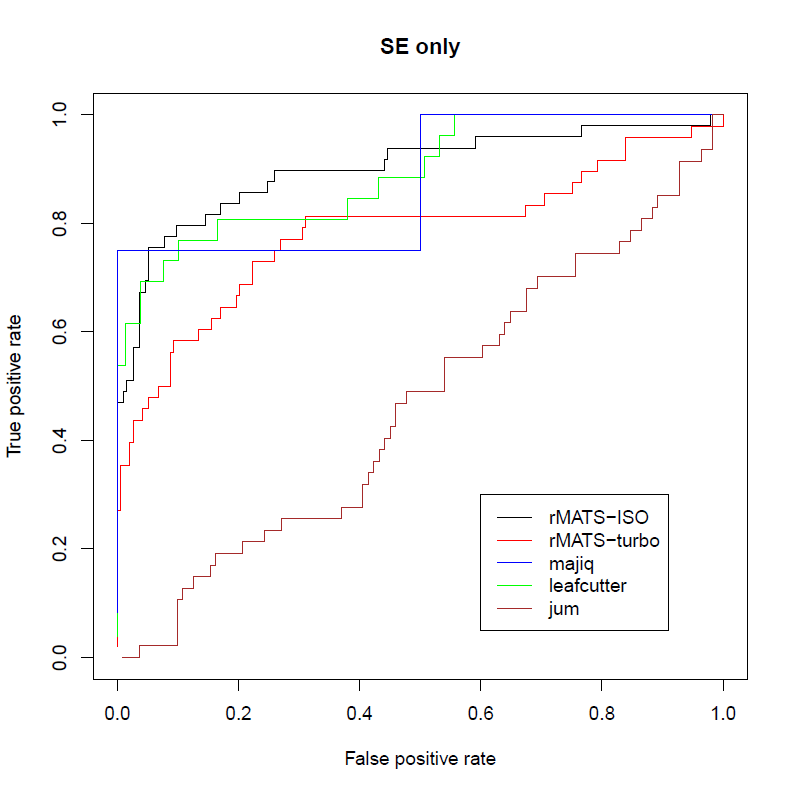 SE only
True positive rate
1.0
0.8
0.6
0.4
0.2
0.0
rMATS−ISO
rMATS−turbo
majiq
leafcutter
jum
0.0 0.2 0.4 0.6 0.8 1.0
False positive rate